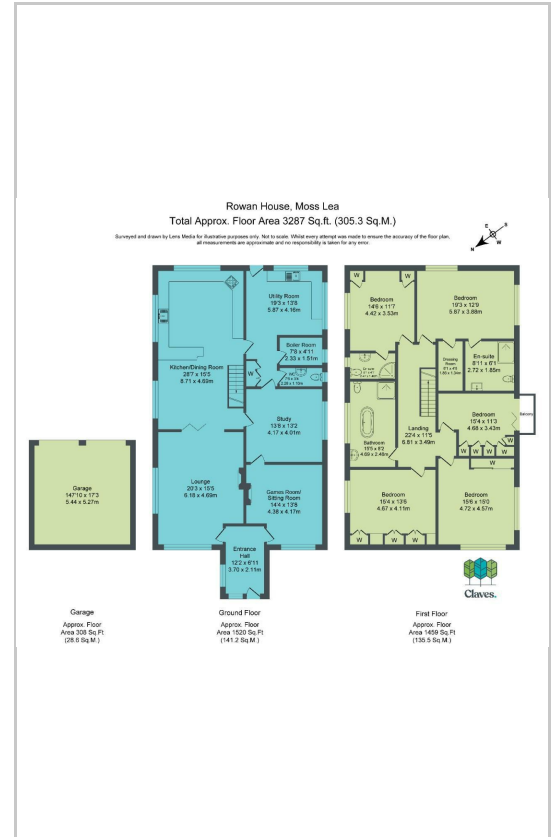 Rowan House, Moss Lea
Total Approx. Floor Area 3287 Sq.ft. (305.3 Sq.M.)
Surveyed and drawn by Lens Media for illustrative purposes only. Not to scale. Whilst every attempt was made to ensure the accuracy of the floor plan,
all measurements are approximate and no responsibility is taken for any error.
E
S
N
W
Garage
147'10 x 17'3
5.44 x 5.27m
Garage
Approx. Floor
Area 308 Sq.Ft
(28.6 Sq.M.)
Kitchen/Dining Room
28'7 x 15'5
8.71 x 4.69m
Utility Room
19'3 x 13'8
5.87 x 4.16m
Boiler Room
7'8 x 4'11
2.33 x 1.51m
W
WC
Study
13'8 x 13'2
4.17 x 4.01m
Lounge
20'3 x 15'5
6.18 x 4.69m
Games Room/
Sitting Room
14'4 x 13'8
4.38 x 4.17m
Entrance
Hall
12'2 x 6'11
3.70 x 2.11m
Ground Floor
Approx. Floor
Area 1520 Sq.Ft
(141.2 Sq.M.)
W
W
Bedroom
14'6 x 11'7
4.42 x 3.53m
Bedroom
19'3 x 12'9
5.87 x 3.88m
Dressing
Room
En-suite
8'11 x 6'1
2.72 x 1.85m
Bedroom
15'4 x 11'3
4.68 x 3.43m
Balcony
W
W
W
W
W
Landing
22'4 x 11'5
6.81 x 3.49m
Bathroom
15'5 x 8'2
4.69 x 2.48m
Bedroom
15'4 x 13'6
4.67 x 4.11m
W
W
W
Bedroom
15'6 x 15'0
4.72 x 4.57m
First Floor
Approx. Floor
Area 1459 Sq.Ft
(135.5 Sq.M.)
Claves.